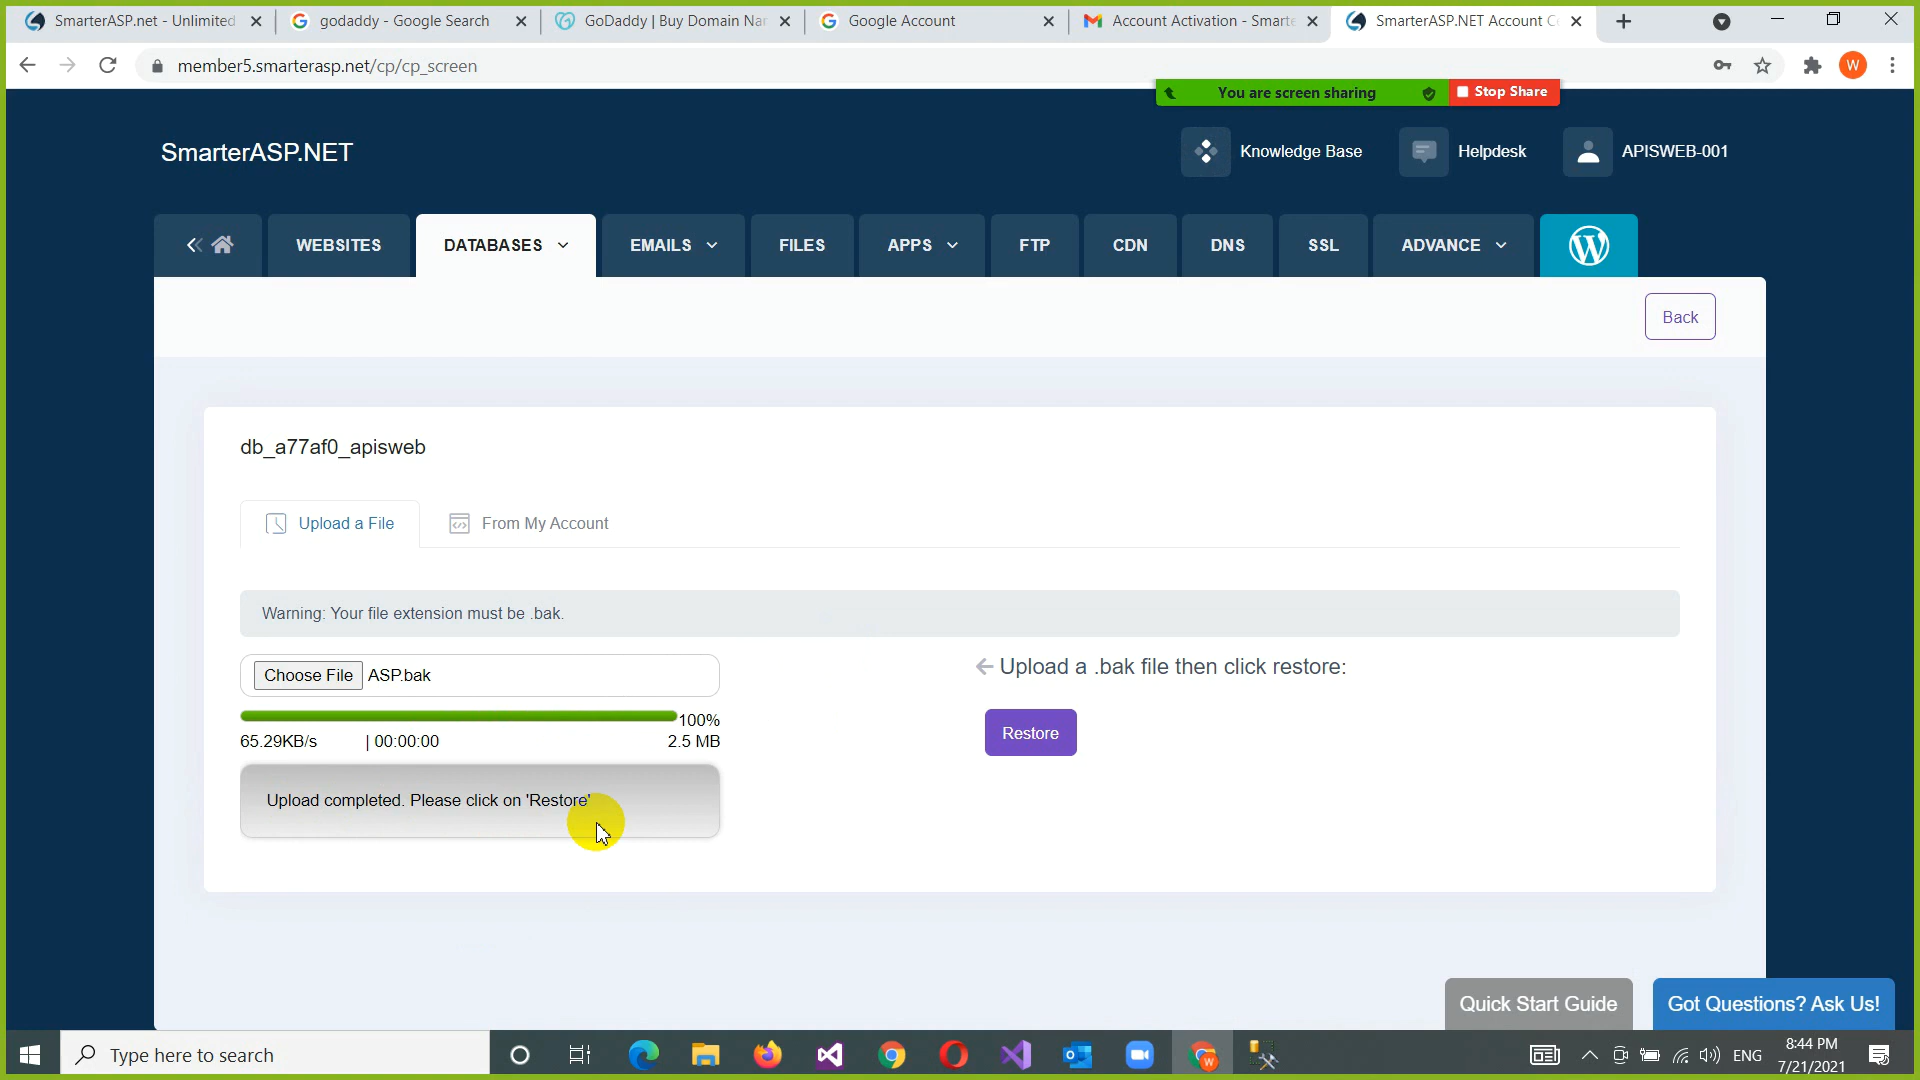 SmarterASP.net - Unlimited
godaddy - Google Search
GoDaddy | Buy Domain Nar
Google Account
Account Activation - Smarte
SmarterASP.NET Account C
member5.smarterasp.net/cp/cp_screen
W
You are screen sharing
Stop Share
SmarterASP.NET
Knowledge Base
Helpdesk
APISWEB-001
WEBSITES
DATABASES
EMAILS
FILES
APPS
FTP
CDN
DNS
SSL
ADVANCE
Back
db_a77af0_apisweb
Upload a File
From My Account
Warning: Your file extension must be .bak.
Choose File ASP.bak
Upload a .bak file then click restore:
100%
65.29KB/s | 00:00:00 2.5 MB
Restore
Upload completed. Please click on 'Restore'
Quick Start Guide
Got Questions? Ask Us!
Type here to search
ENG
8:44 PM
7/21/2021